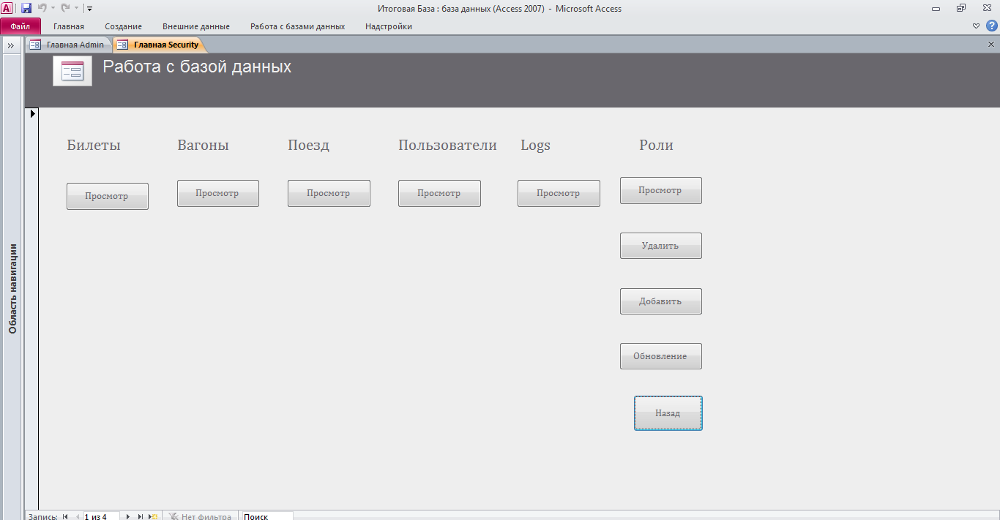 Итоговая База : база данных (Access 2007) - Microsoft Access
Файл Главная Создание Внешние данные Работа с базами данных Надстройки
Главная Admin Главная Security
Работа с базой данных
Область навигации
Билеты Вагоны Поезд Пользователи Logs Роли
Просмотр Просмотр Просмотр Просмотр Просмотр Просмотр
Удалить
Добавить
Обновление
Назад
Запись: 1 из 4 Нет фильтра Поиск